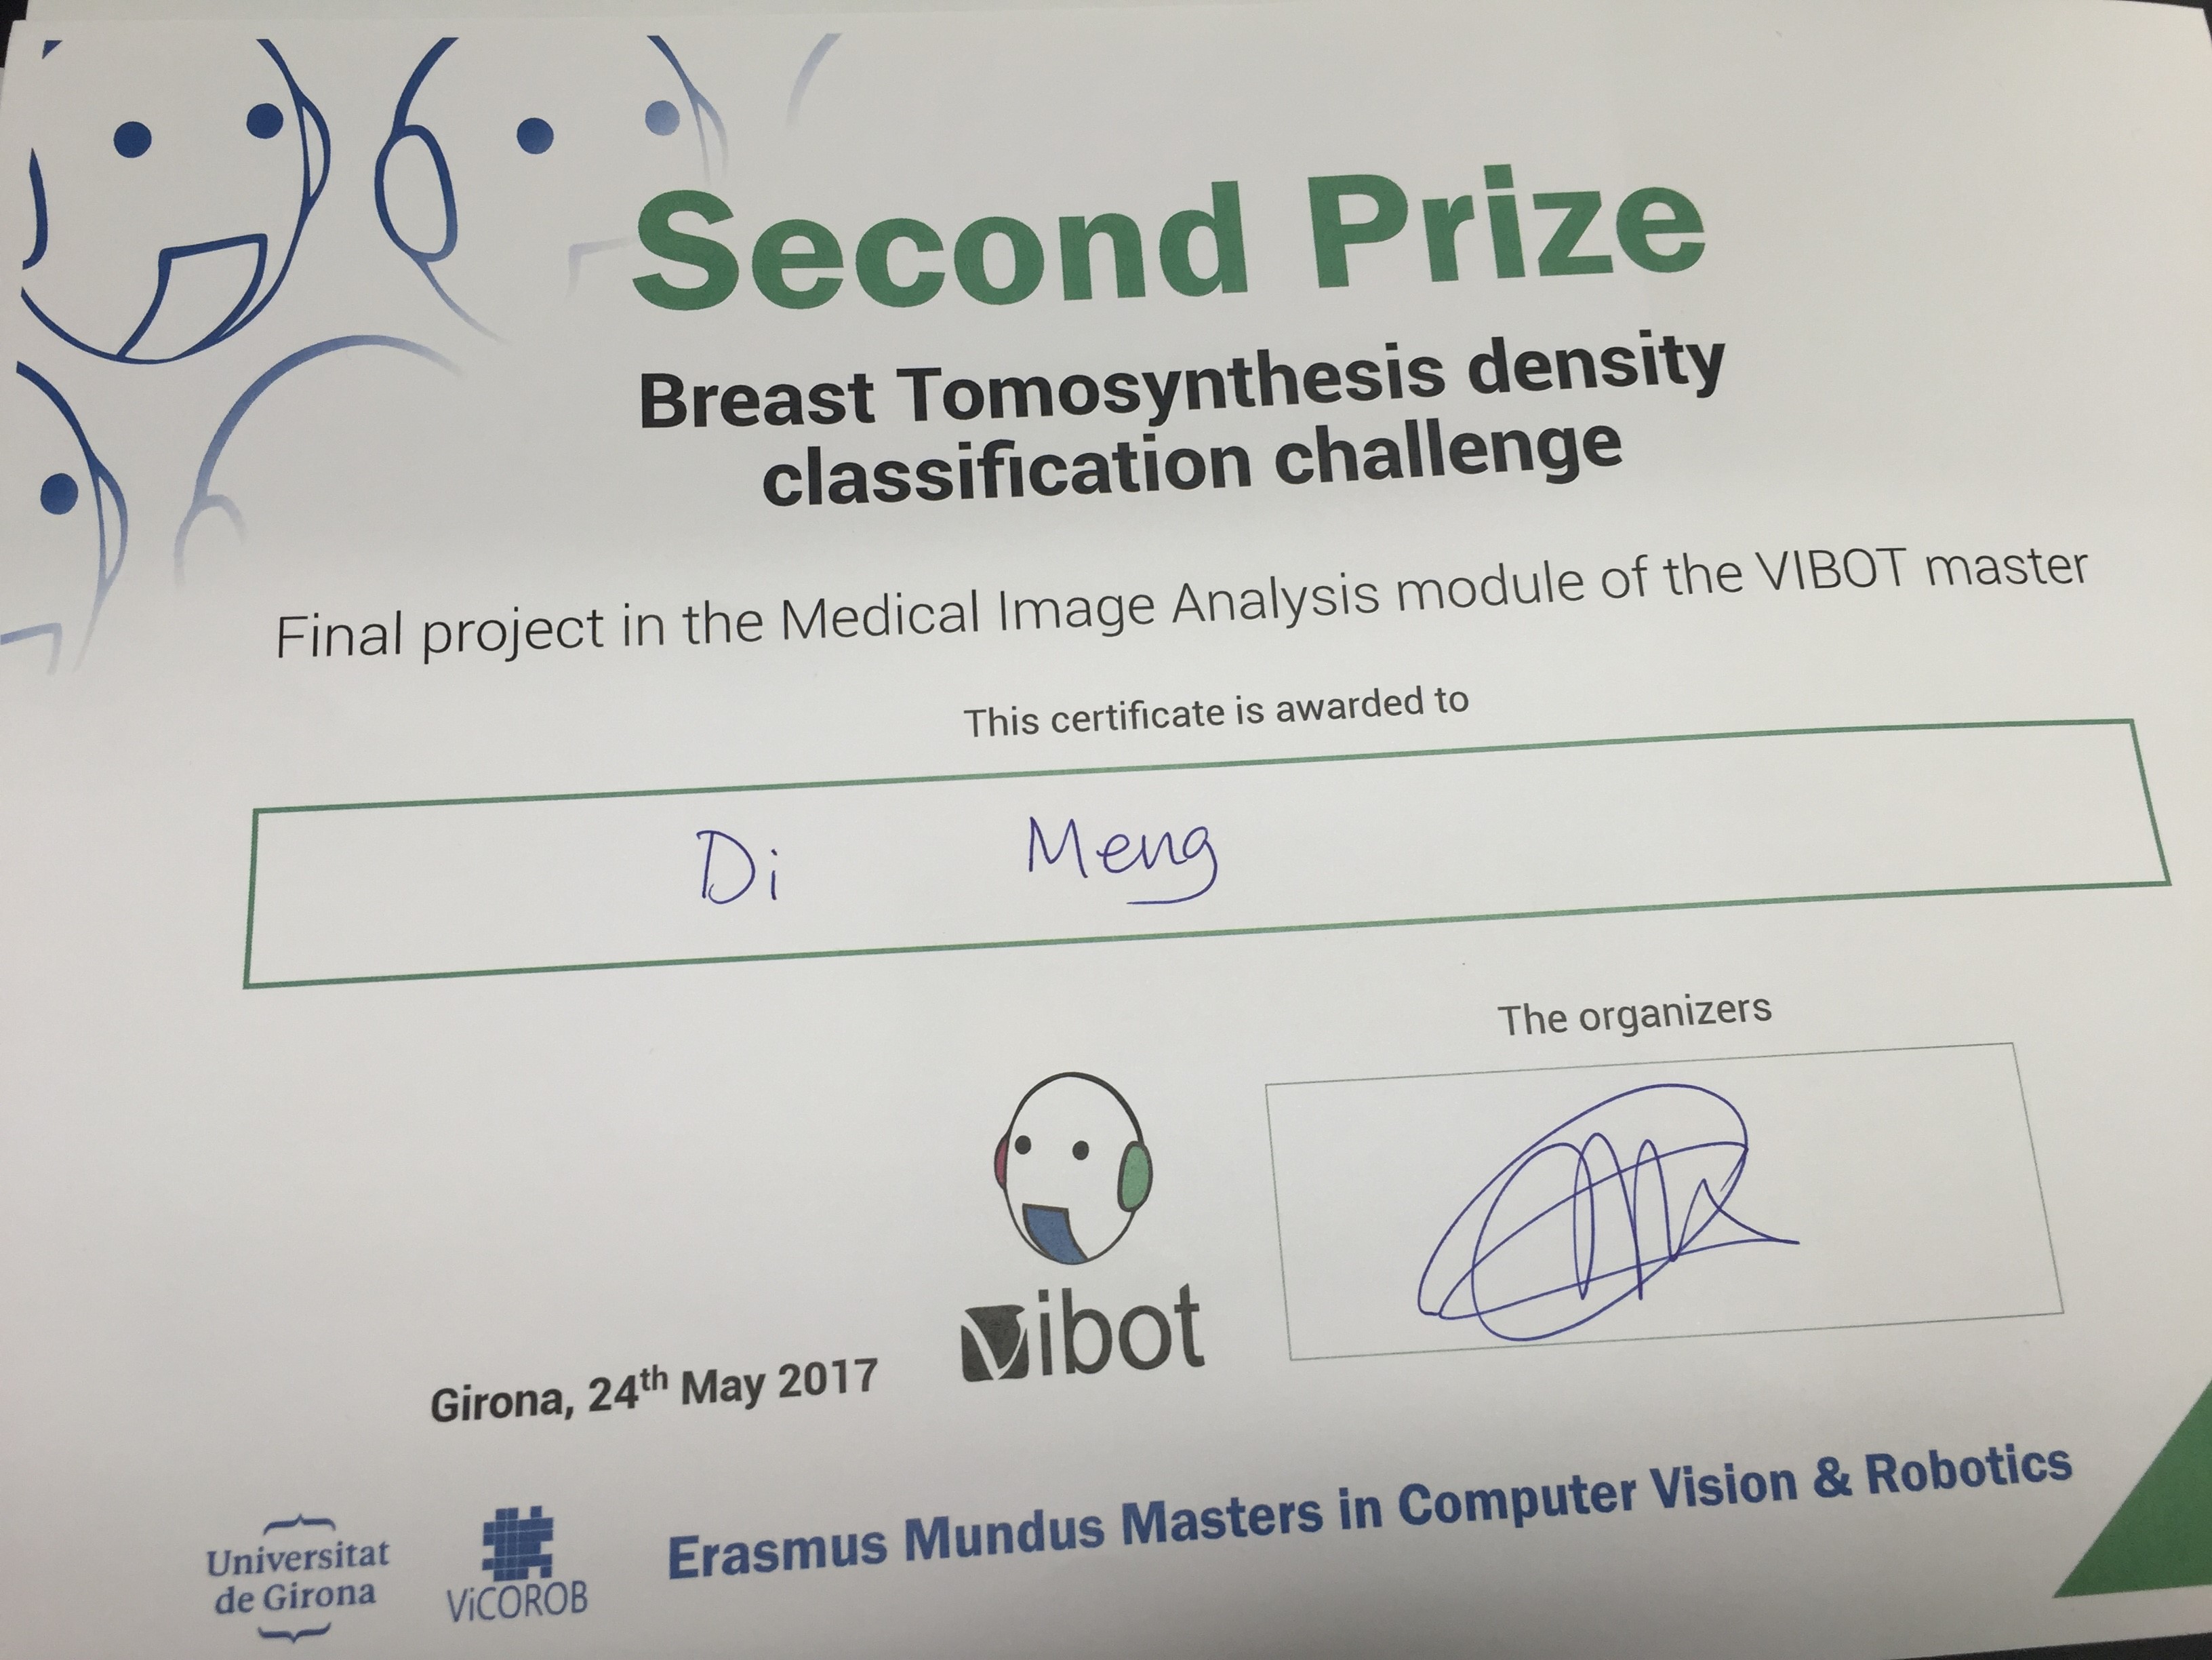 Second Prize
Breast Tomosynthesis density
classification challenge
Final project in the Medical Image Analysis module of the VIBOT master
This certificate is awarded to
Di Meng
The organizers
vibot
Girona, 24th May 2017
Universitat
de Girona
ViCOROB
Erasmus Mundus Masters in Computer Vision & Robotics